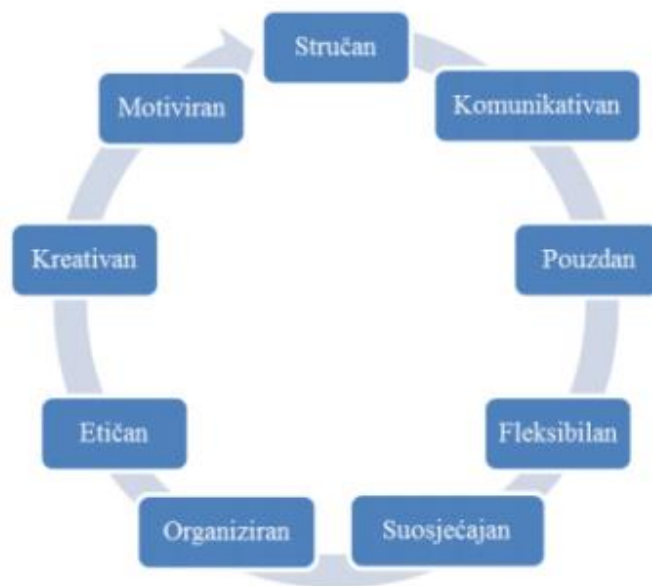 Stručan
Komunikativan
Pouzdan
Fleksibilan
Suosjećajan
Organiziran
Etičan
Kreativan
Motiviran